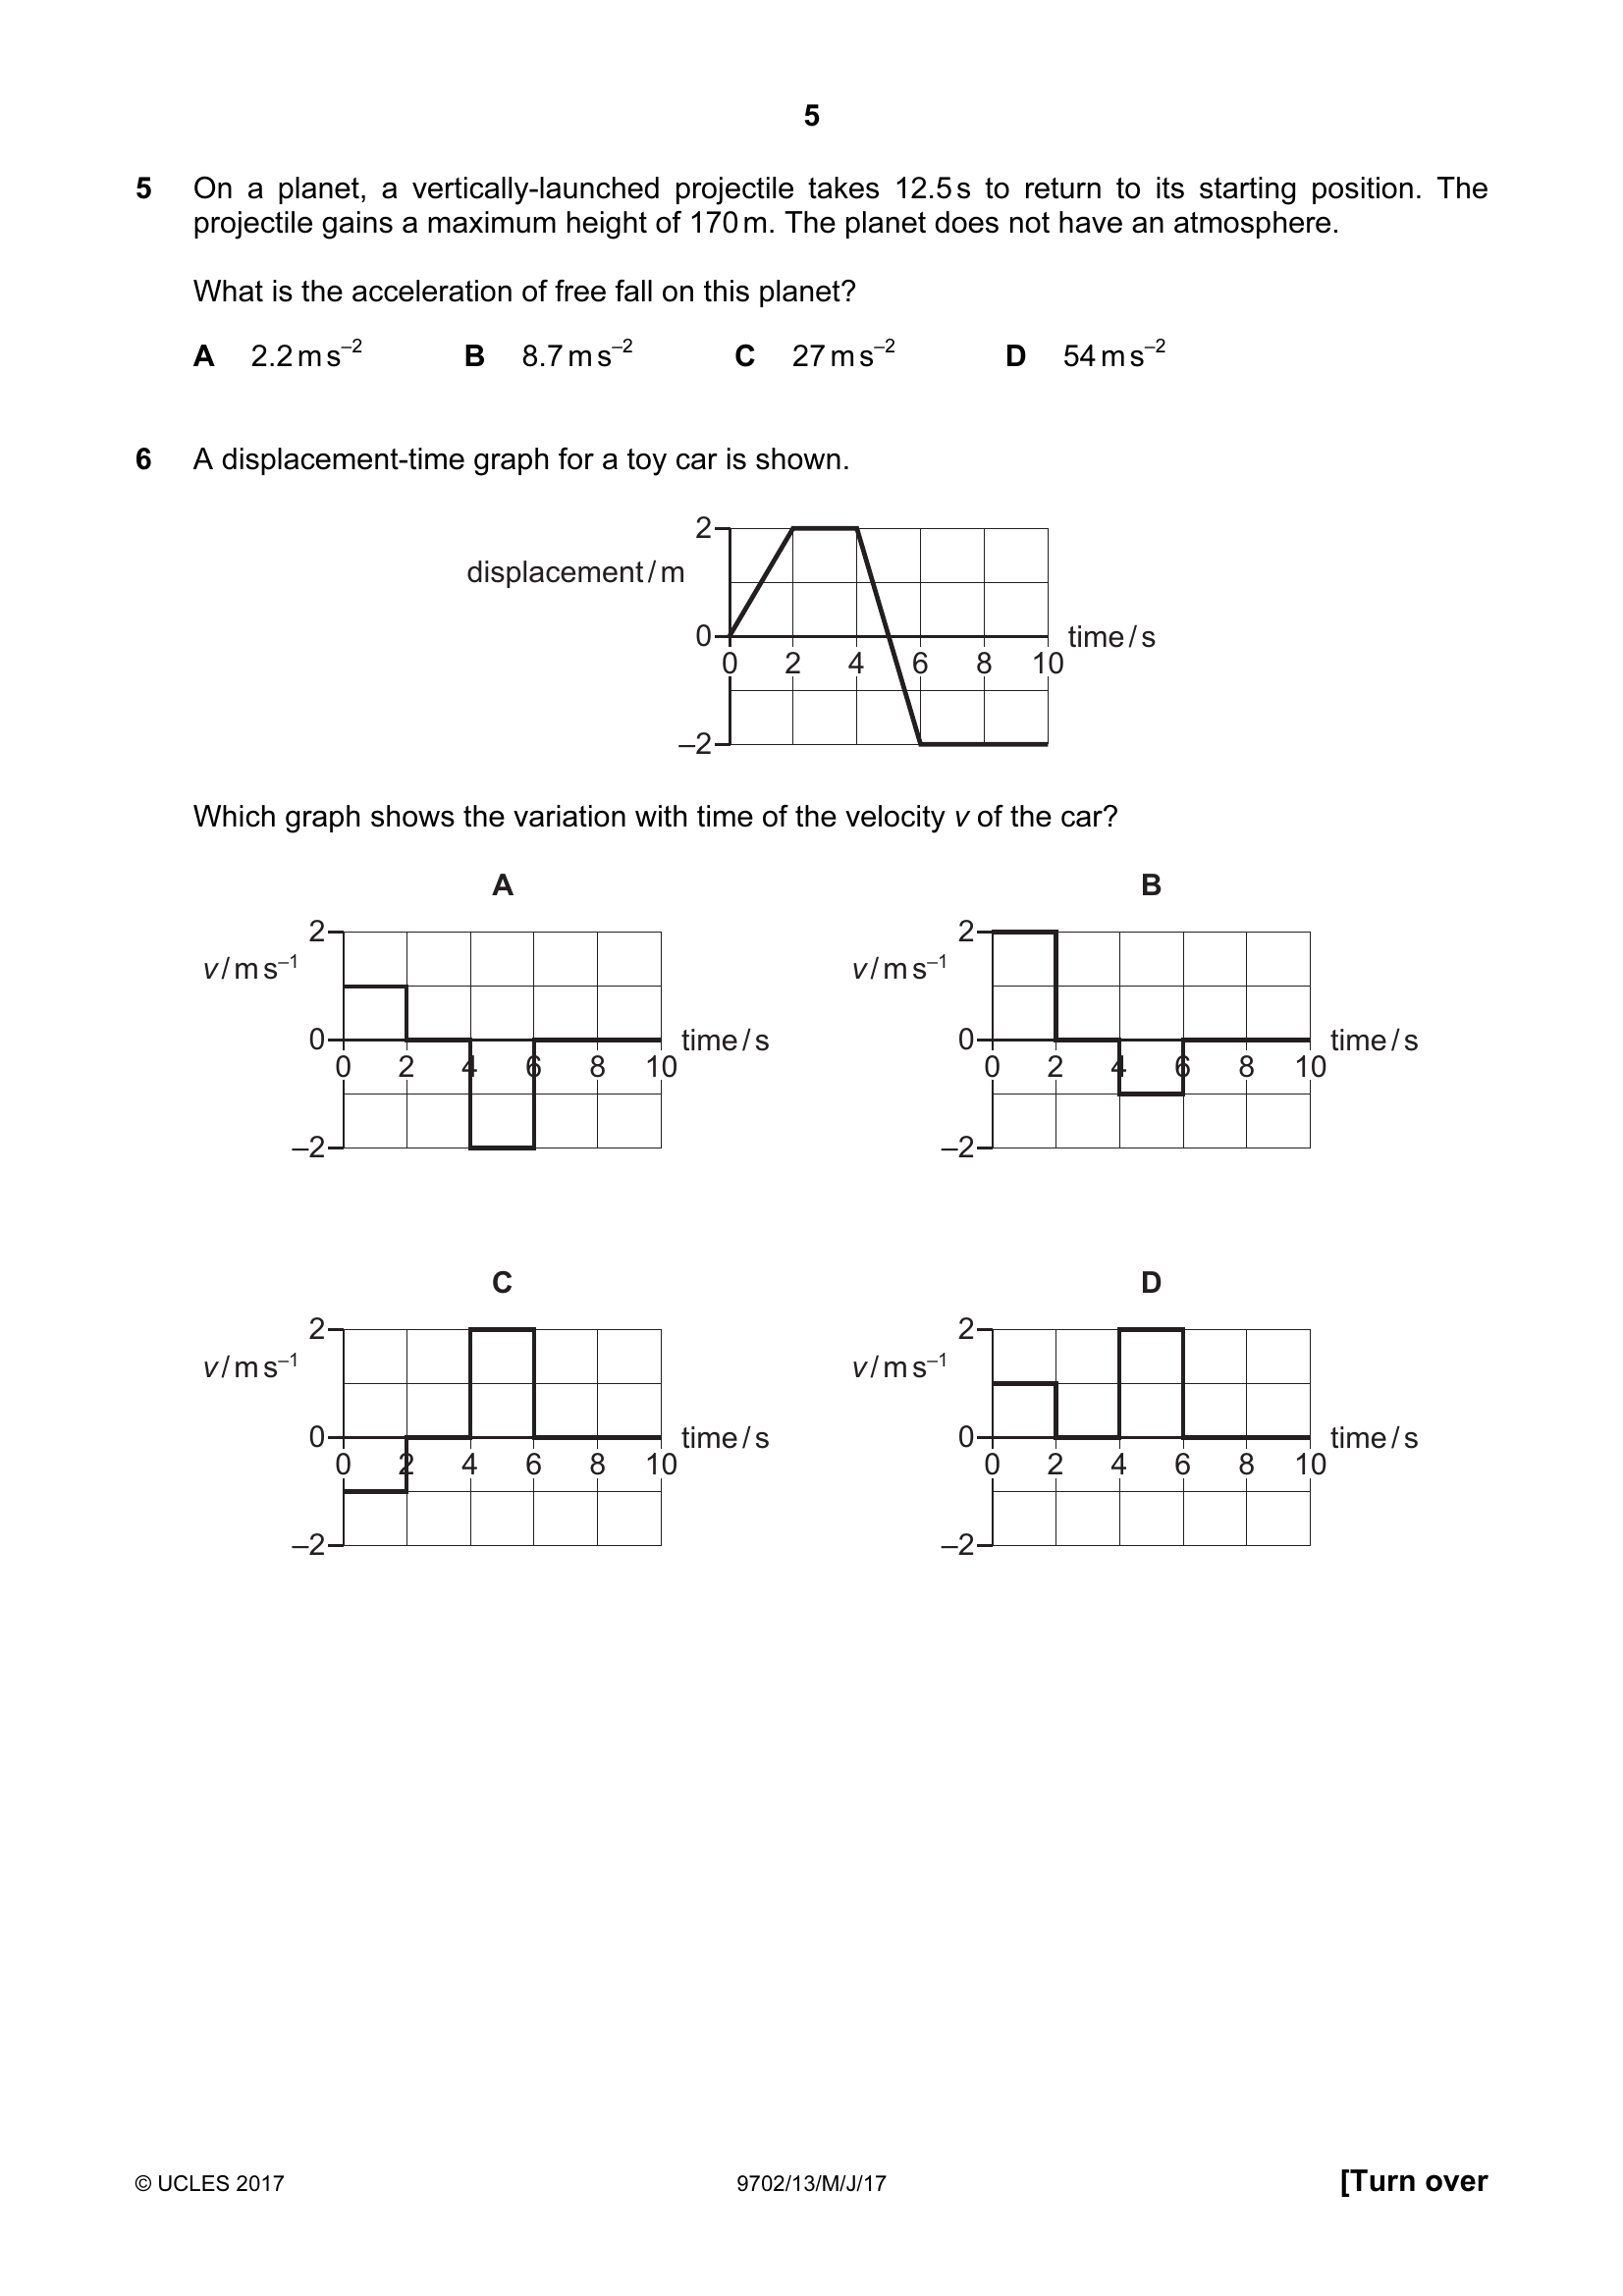 5
5 On a planet, a vertically-launched projectile takes 12.5 s to return to its starting position. The
projectile gains a maximum height of 170 m. The planet does not have an atmosphere.
What is the acceleration of free fall on this planet?
A 2.2 m s⁻² B 8.7 m s⁻² C 27 m s⁻² D 54 m s⁻²
6 A displacement-time graph for a toy car is shown.
2
displacement / m
0
time / s
0 2 4 6 8 10
–2
Which graph shows the variation with time of the velocity v of the car?
A
2
v / m s⁻¹
0
time / s
0 2 4 6 8 10
–2
B
2
v / m s⁻¹
0
time / s
0 2 4 6 8 10
–2
C
2
v / m s⁻¹
0
time / s
0 2 4 6 8 10
–2
D
2
v / m s⁻¹
0
time / s
0 2 4 6 8 10
–2
© UCLES 2017 9702/13/M/J/17 [Turn over